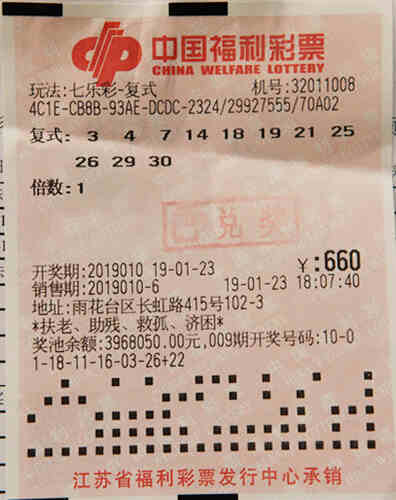 中国福利彩票
CHINA WELFARE LOTTERY
玩法:七乐彩-复式 机号:32011008
4C1E-CB8B-93AE-DCDC-2324/29927555/70A02
复式: 3 4 7 14 18 19 21 25
26 29 30
倍数:1
已兑奖
开奖期:2019010 19-01-23 ¥:660
销售期:2019010-6 19-01-23 18:07:40
地址:雨花台区长虹路415号102-3
*扶老、助残、救孤、济困*
奖池余额:3968050.00元,009期开奖号码:10-0
1-18-11-16-03-26+22
江苏省福利彩票发行中心承销